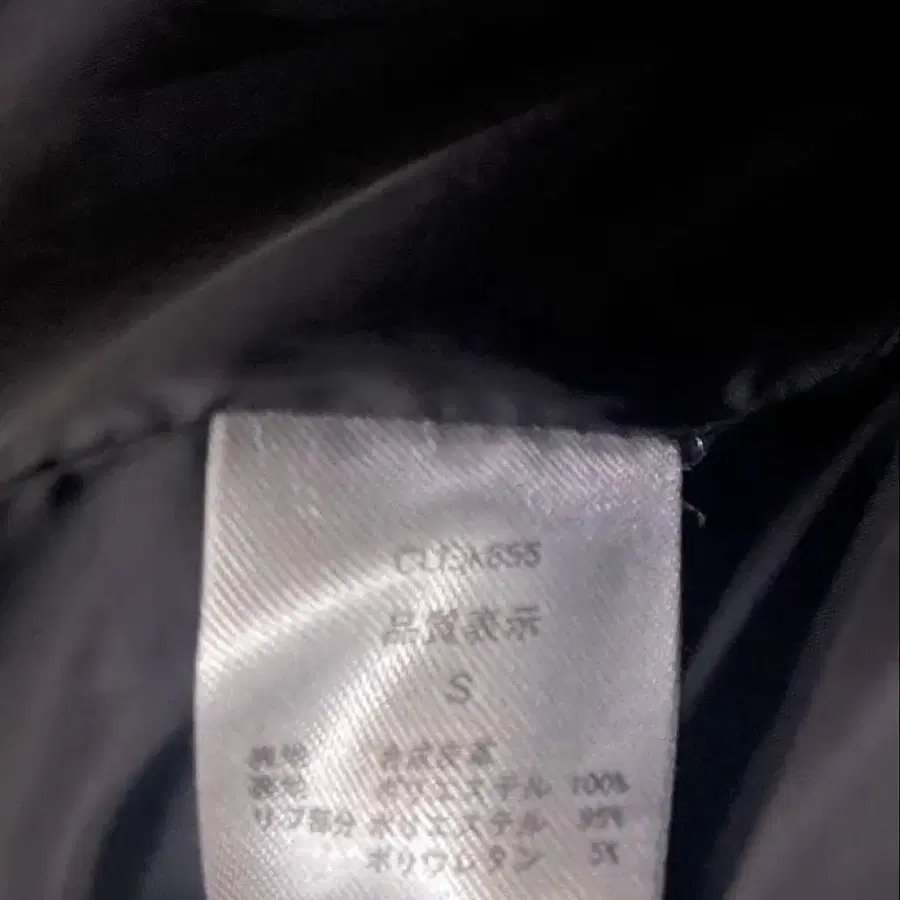 品質表示
S
表地 合成皮革
裏地 ポリエステル 100%
リブ部分 ポリエステル 95%
ポリウレタン 5%